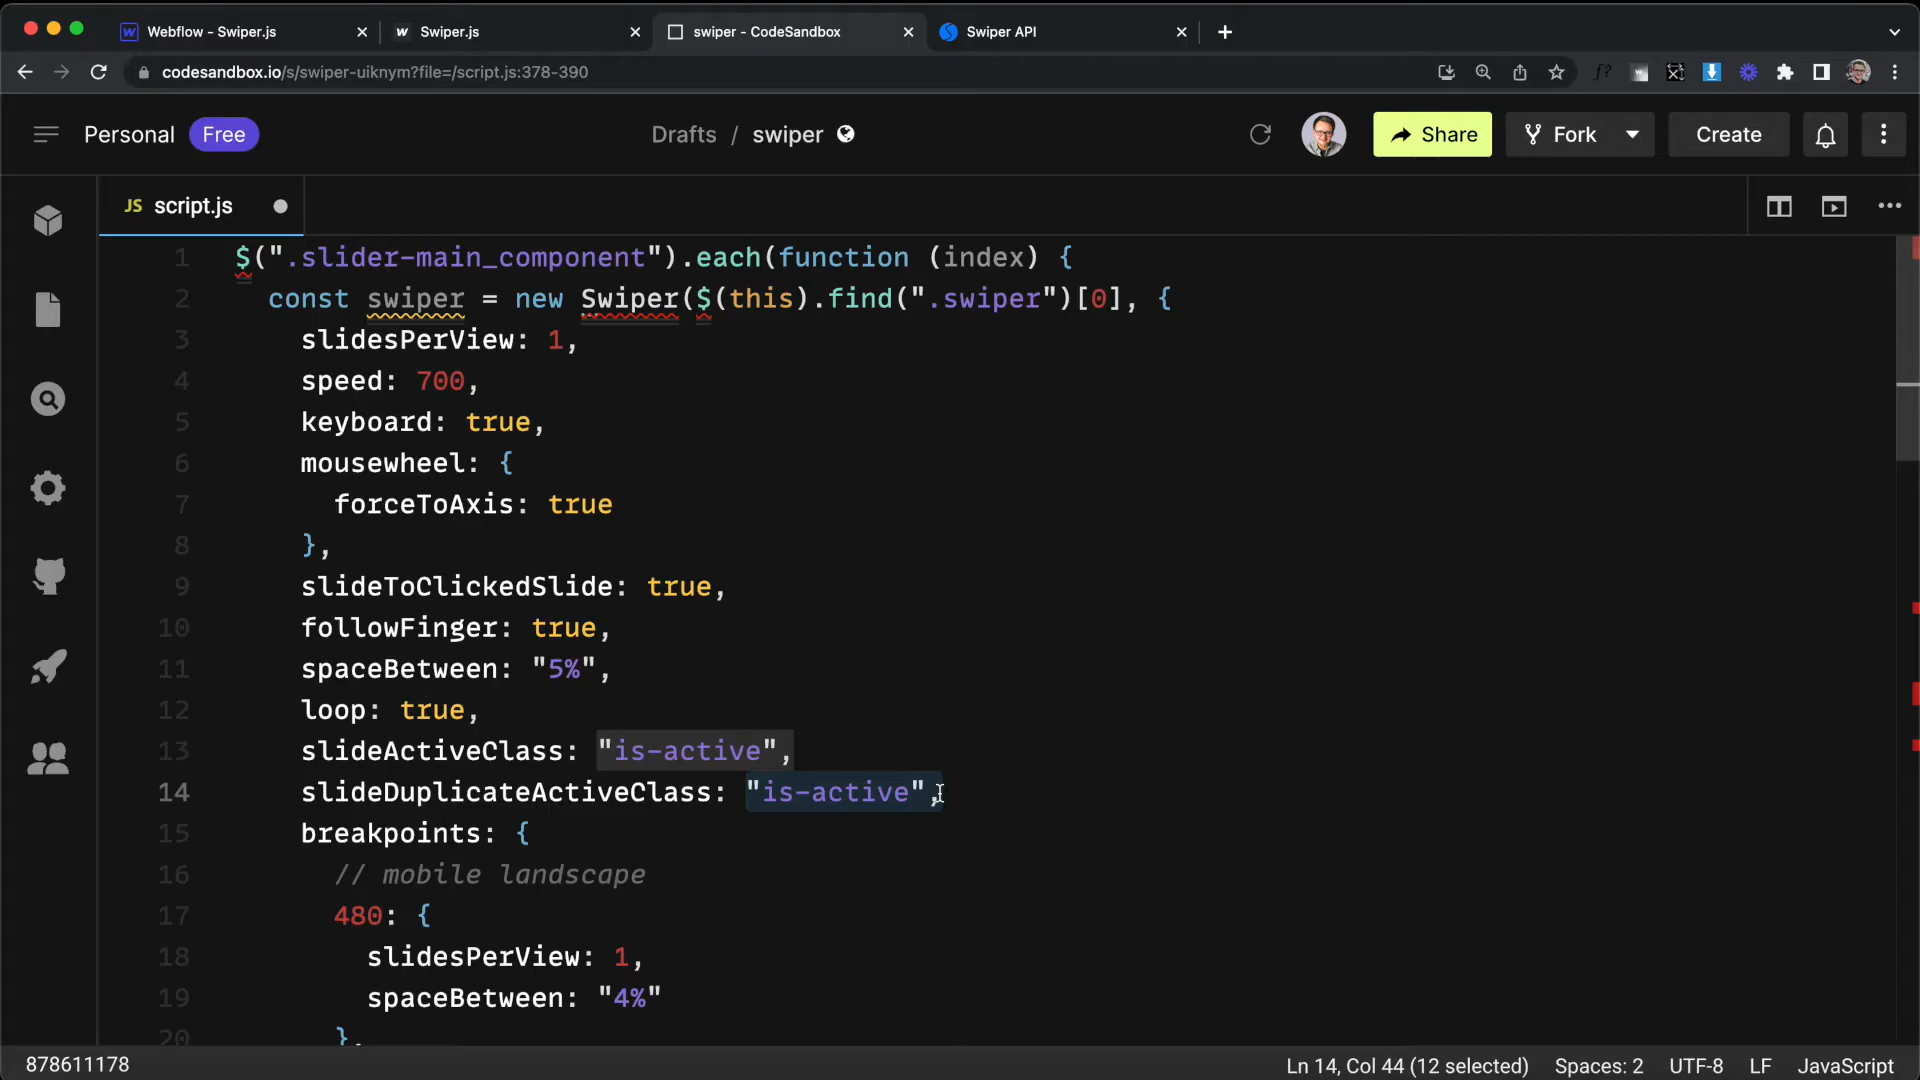 Webflow - Swiper.js
Swiper.js
swiper - CodeSandbox
Swiper API
codesandbox.io/s/swiper-uiknym?file=/script.js:378-390
Personal Free
Drafts / swiper
Share
Fork
Create
JS script.js
1 $(".slider-main_component").each(function (index) {
2 const swiper = new Swiper($(this).find(".swiper")[0], {
3 slidesPerView: 1,
4 speed: 700,
5 keyboard: true,
6 mousewheel: {
7 forceToAxis: true
8 },
9 slideToClickedSlide: true,
10 followFinger: true,
11 spaceBetween: "5%",
12 loop: true,
13 slideActiveClass: "is-active",
14 slideDuplicateActiveClass: "is-active",
15 breakpoints: {
16 // mobile landscape
17 480: {
18 slidesPerView: 1,
19 spaceBetween: "4%"
20 },
878611178
Ln 14, Col 44 (12 selected) Spaces: 2 UTF-8 LF JavaScript